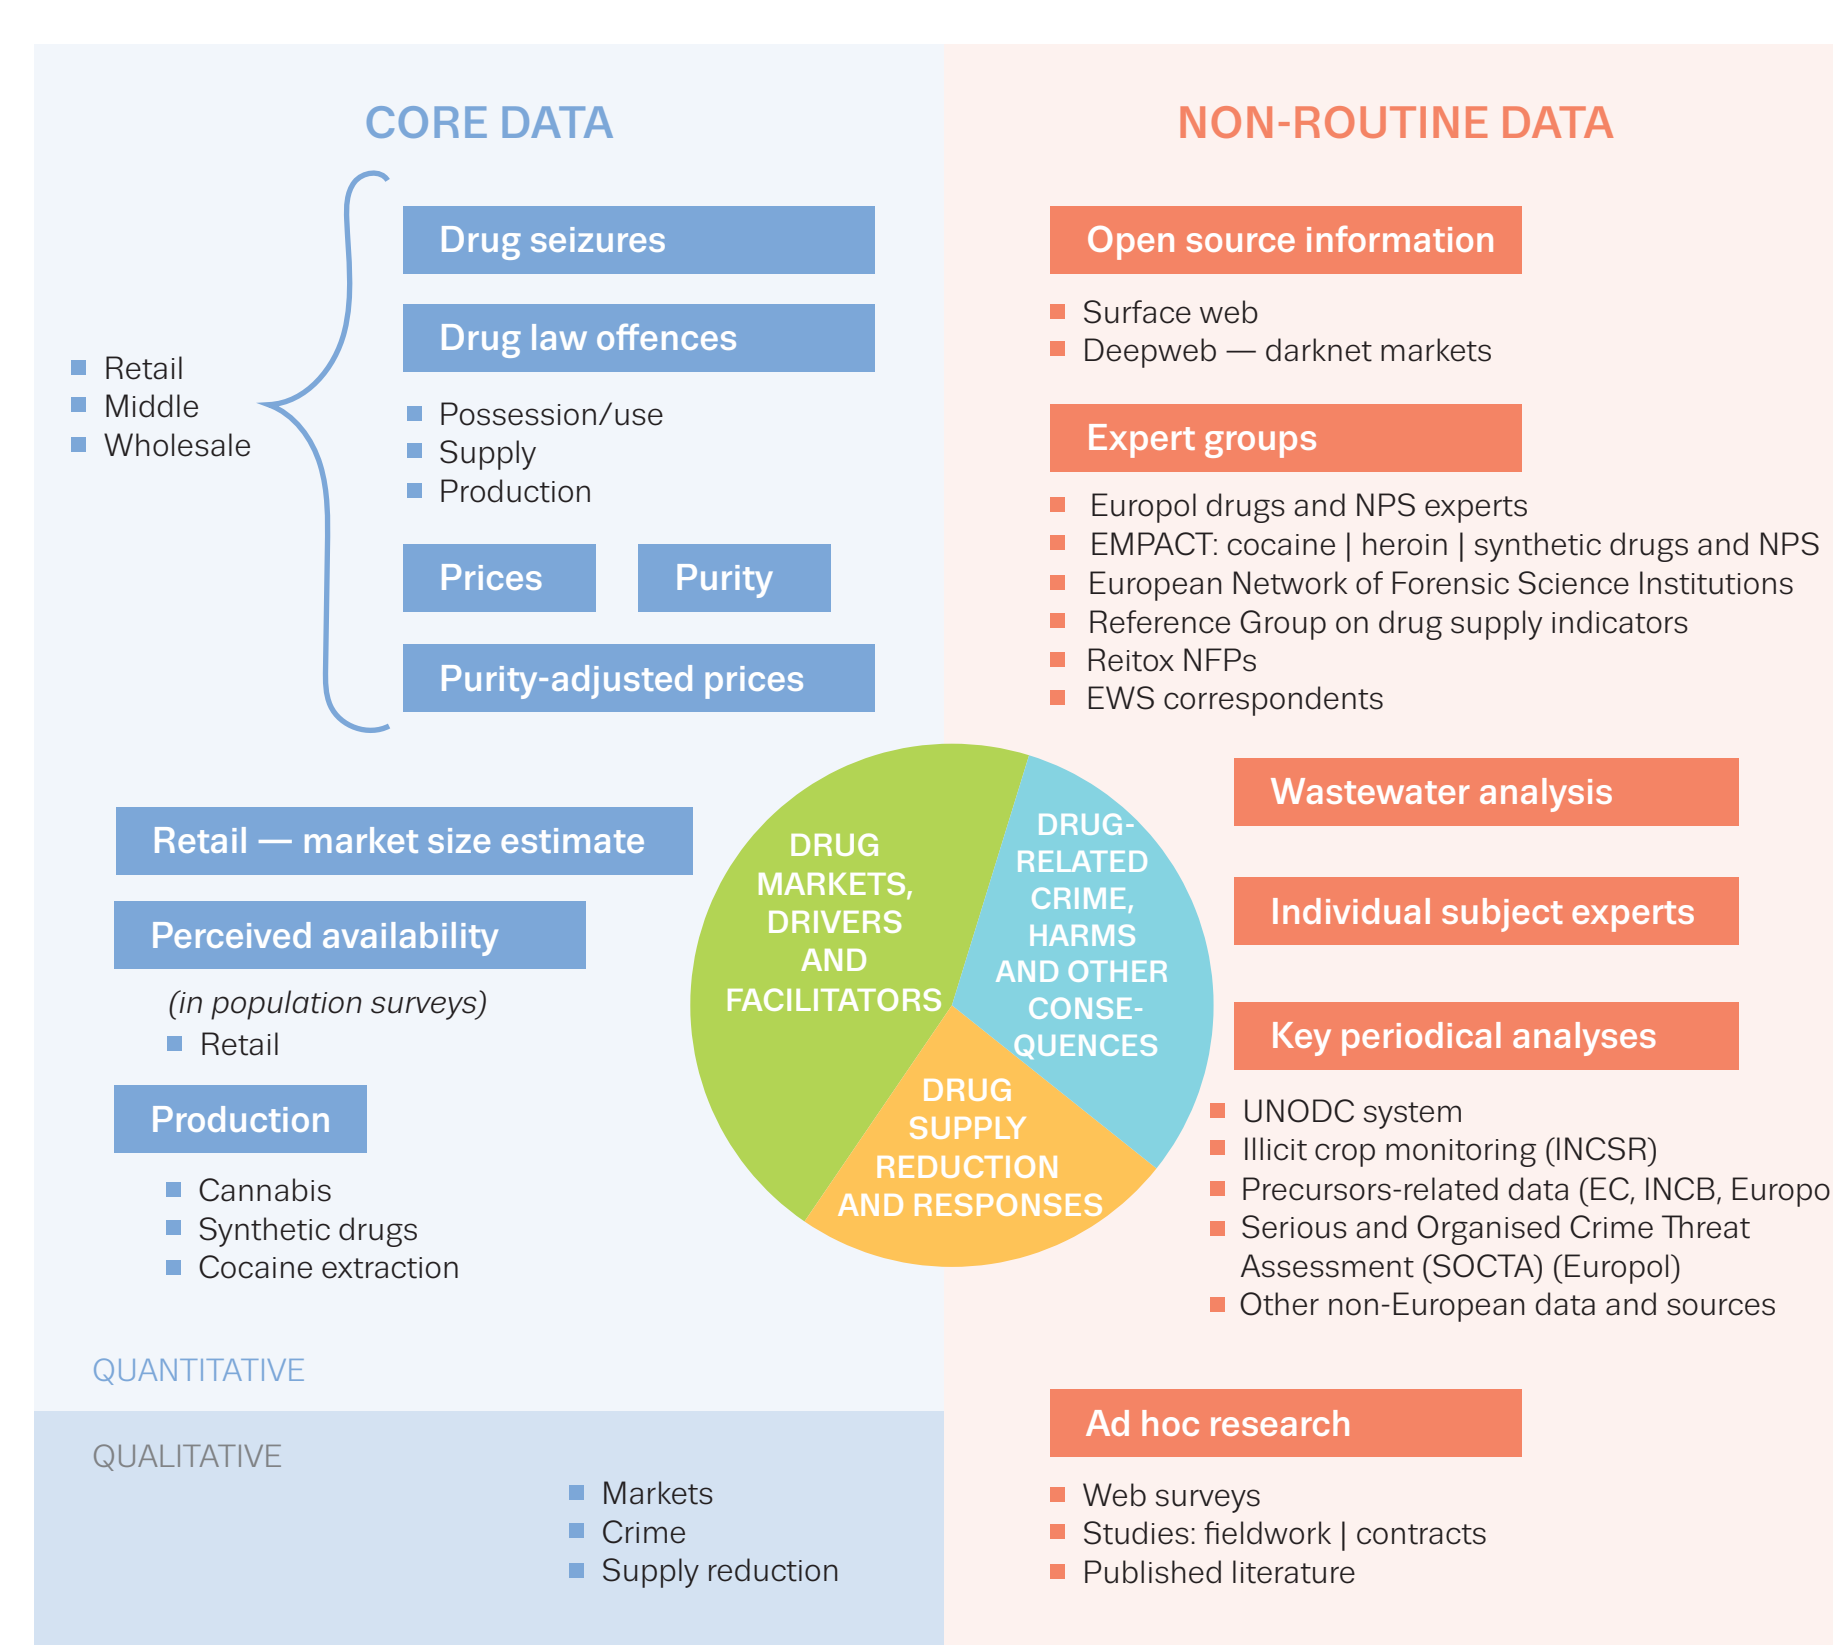 CORE DATA
Drug seizures
Drug law offences
Retail
Middle
Wholesale
Possession/use
Supply
Production
Prices
Purity
Purity-adjusted prices
Retail — market size estimate
Perceived availability
(in population surveys)
Retail
Production
Cannabis
Synthetic drugs
Cocaine extraction
QUANTITATIVE
QUALITATIVE
Markets
Crime
Supply reduction
DRUG
MARKETS,
DRIVERS
AND
FACILITATORS
DRUG-
RELATED
CRIME,
HARMS
AND OTHER
CONSE-
QUENCES
DRUG
SUPPLY
REDUCTION
AND RESPONSES
NON-ROUTINE DATA
Open source information
Surface web
Deepweb — darknet markets
Expert groups
Europol drugs and NPS experts
EMPACT: cocaine | heroin | synthetic drugs and NPS
European Network of Forensic Science Institutions
Reference Group on drug supply indicators
Reitox NFPs
EWS correspondents
Wastewater analysis
Individual subject experts
Key periodical analyses
UNODC system
Illicit crop monitoring (INCSR)
Precursors-related data (EC, INCB, Europo
Serious and Organised Crime Threat
Assessment (SOCTA) (Europol)
Other non-European data and sources
Ad hoc research
Web surveys
Studies: fieldwork | contracts
Published literature